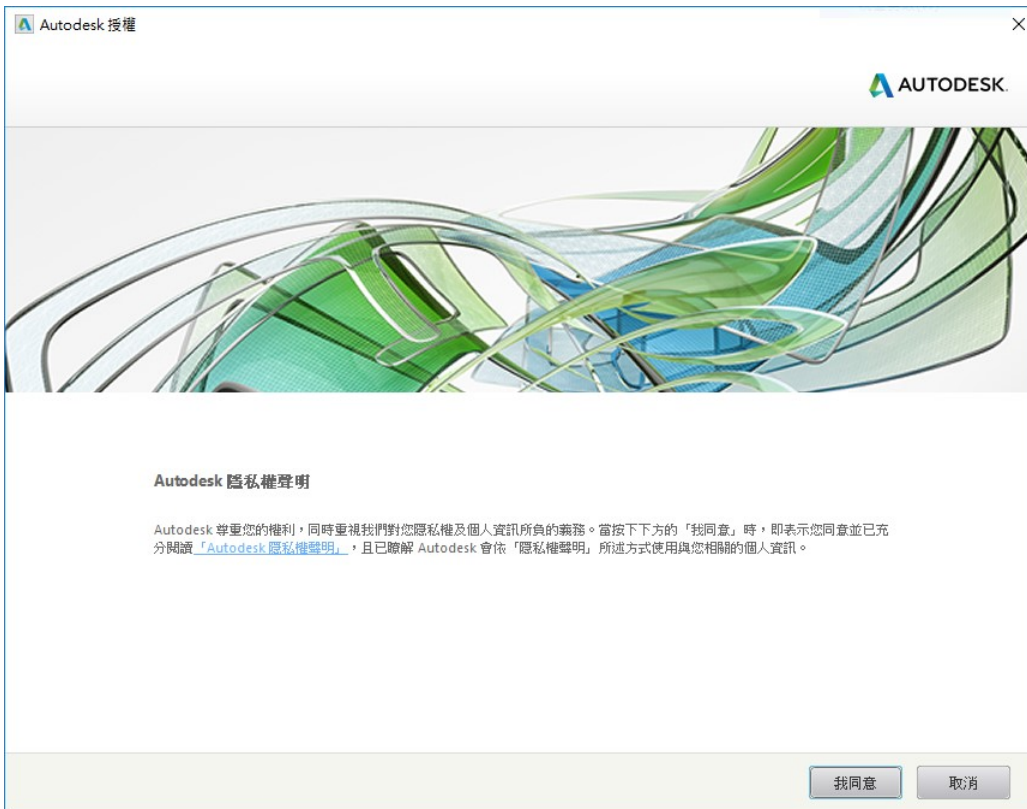 Autodesk 授權
AUTODESK.
Autodesk 隱私權聲明
Autodesk 尊重您的權利，同時重視我們對您隱私權及個人資訊所負的義務。當按下下方的「我同意」時，即表示您同意並已充
分閱讀「Autodesk 隱私權聲明」，且已瞭解 Autodesk 會依「隱私權聲明」所述方式使用與您相關的個人資訊。
我同意
取消